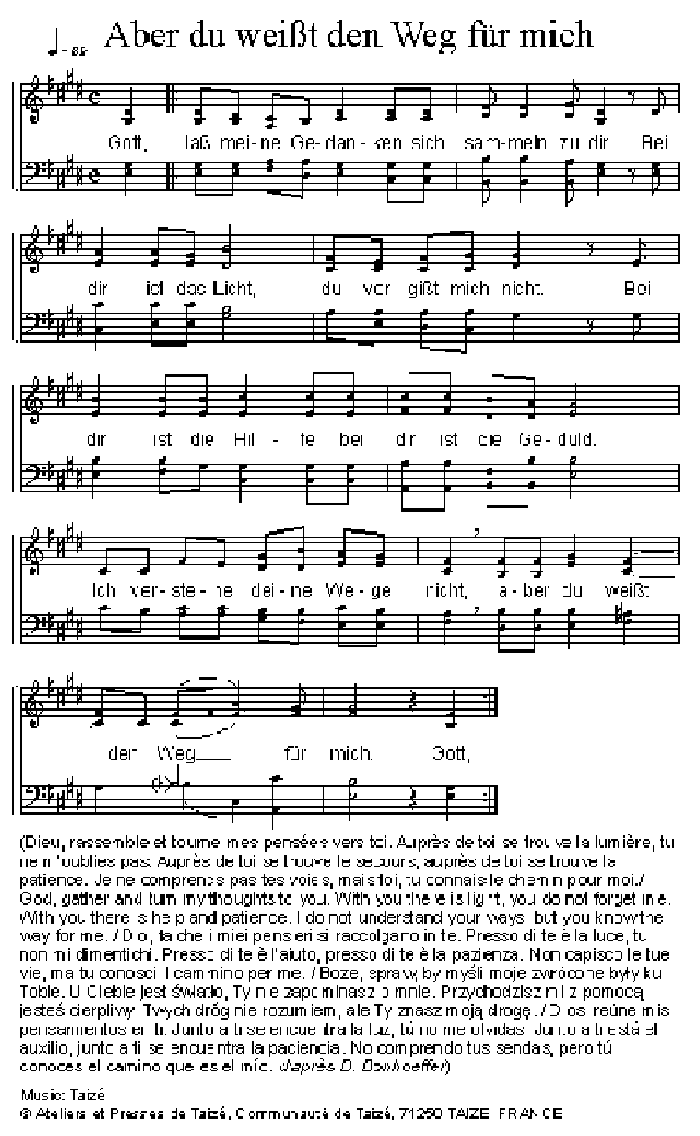 Aber du weißt den Weg für mich
Gott, laß mei-ne Ge-dan-ken sich sam-meln zu dir. Bei
dir ist das Licht, du ver gißt mich nicht. Bei
dir ist die Hil - fe bei dir ist die Ge-duld.
Ich ver-ste-he dei-ne We-ge nicht, a-ber du weißt
den Weg für mich. Gott,
(Dieu, rassemble et tourne mes pensées vers toi. Auprès de toi se trouve la lumière, tu
ne m'oublies pas. Auprès de toi se trouve le secours, auprès de toi se trouve la
patience. Je ne comprends pas tes voies, mais toi, tu connais le chemin pour moi./
God, gather and turn my thoughts to you. With you there is light, you do not forget me.
With you there is help and patience. I do not understand your ways, but you know the
way for me. / Dio, fa che i miei pensieri si raccolgano in te. Presso di te è la luce, tu
non mi dimentichi. Presso di te è l'aiuto, presso di te è la pazienza. Non capisco le tue
vie, ma tu conosci il cammino per me. / Boże, spraw, by myśli moje zwrócone były ku
Tobie. U Ciebie jest światło, Ty nie zapominasz o mnie. Przychodzisz mi z pomocą,
jesteś cierpliwy. Twych dróg nie rozumiem, ale Ty znasz moją drogę. / Dios, reúne mis
pensamientos en ti. Junto a ti se encuentra la luz, tú no me olvidas. Junto a ti está el
auxilio, junto a ti se encuentra la paciencia. No comprendo tus sendas, pero tú
conoces el camino que es el mío. d'après D. Bonhoeffer)
Music: Taizé
© Ateliers et Presses de Taizé, Communauté de Taizé, 71250 TAIZE, FRANCE